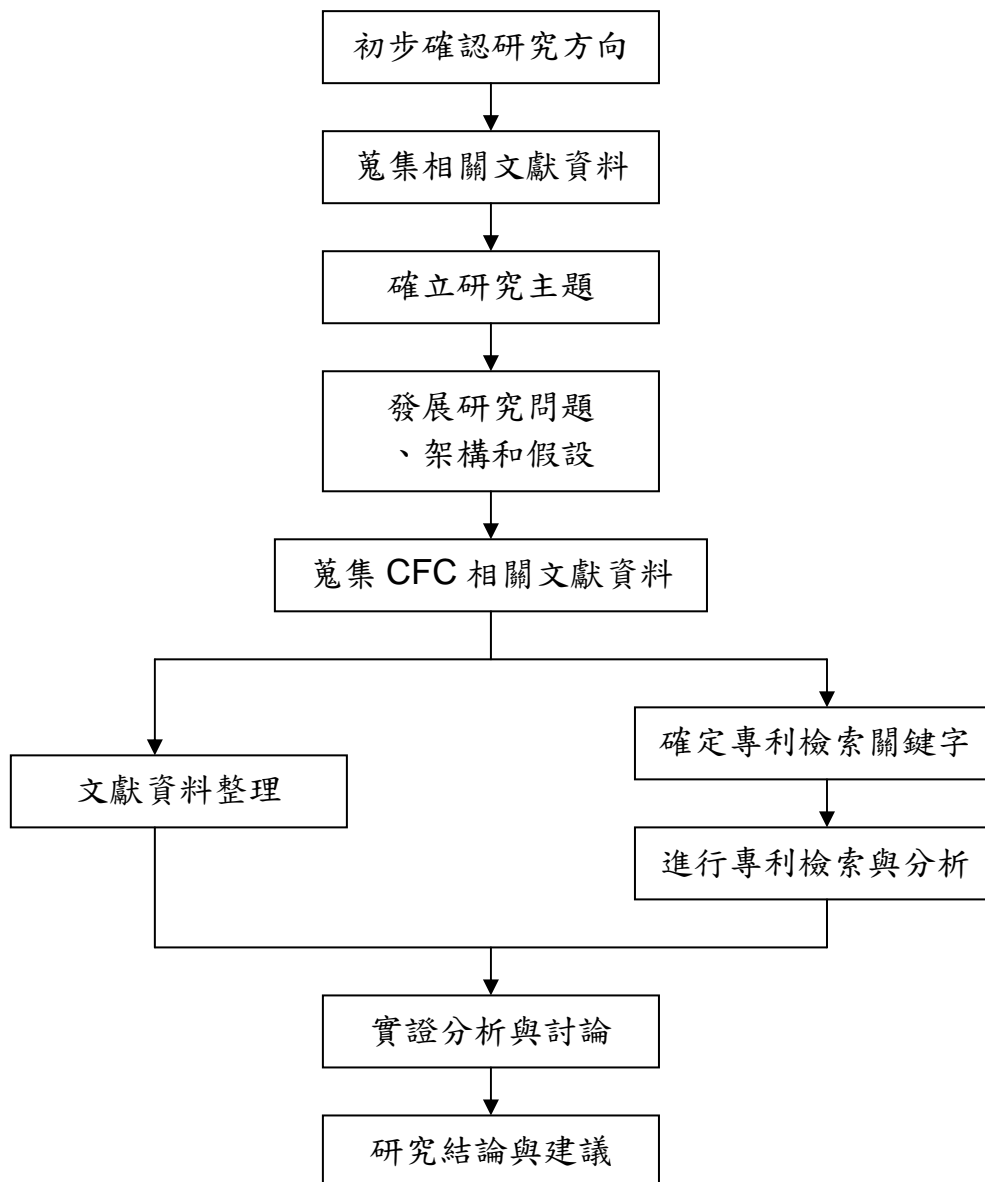 初步確認研究方向
蒐集相關文獻資料
確立研究主題
發展研究問題
、架構和假設
蒐集 CFC 相關文獻資料
確定專利檢索關鍵字
文獻資料整理
進行專利檢索與分析
實證分析與討論
研究結論與建議